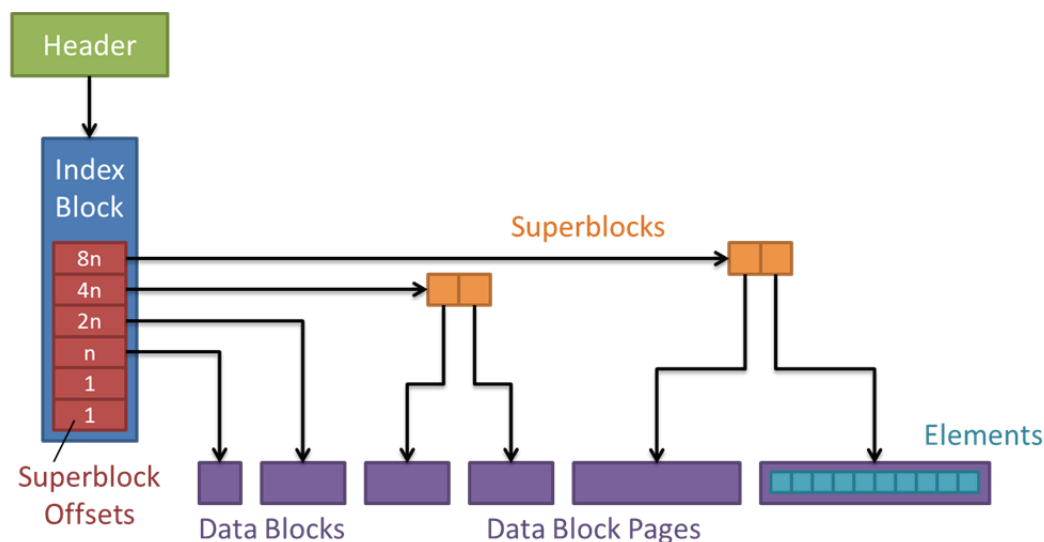 Header
Index
Block
Superblocks
8n
4n
2n
n
1
1
Elements
Superblock
Offsets
Data Blocks
Data Block Pages